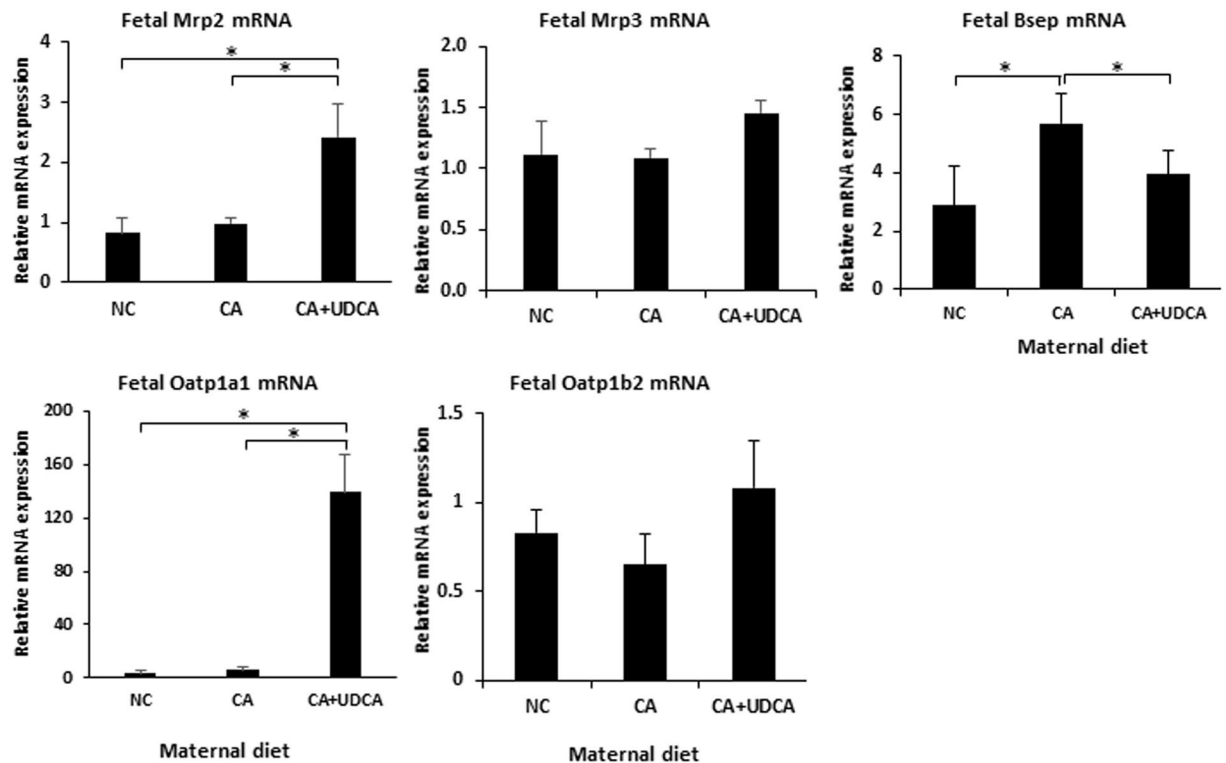 Fetal Mrp2 mRNA
Relative mRNA expression
4
3
2
1
0
*
*
NC CA CA+UDCA
Fetal Mrp3 mRNA
Relative mRNA expression
2.0
1.5
1.0
0.5
0.0
NC CA CA+UDCA
Fetal Bsep mRNA
Relative mRNA expression
8
6
4
2
0
* *
NC CA CA+UDCA
Maternal diet
Fetal Oatp1a1 mRNA
Relative mRNA expression
200
160
120
80
40
0
*
*
NC CA CA+UDCA
Maternal diet
Fetal Oatp1b2 mRNA
Relative mRNA expression
1.5
1
0.5
0
NC CA CA+UDCA
Maternal diet